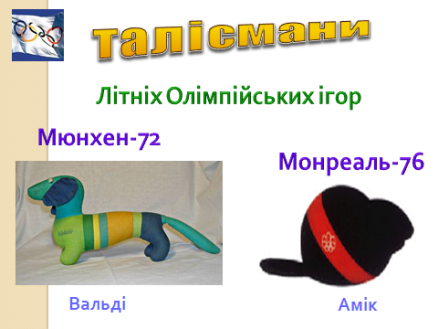 Талісмани
Літніх Олімпійських ігор
Мюнхен-72
Монреаль-76
Вальді
Амік